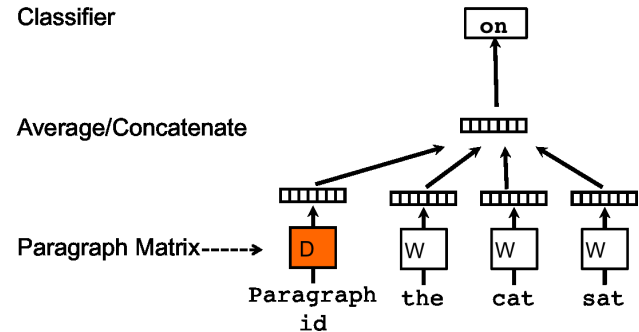 Classifier
on
Average/Concatenate
Paragraph Matrix
D
W
W
W
Paragraph
id
the
cat
sat